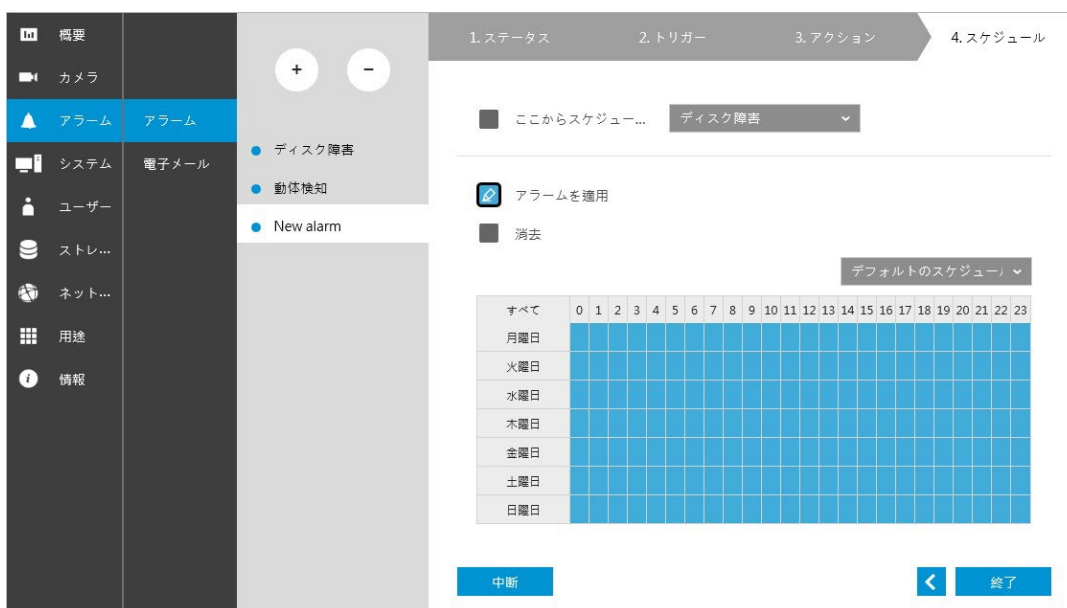 概要
カメラ
アラーム
システム
ユーザー
ストレ...
ネット...
用途
情報
アラーム
電子メール
+
-
ディスク障害
動体検知
New alarm
1. ステータス 2. トリガー 3. アクション 4. スケジュール
ここからスケジュー... ディスク障害
アラームを適用
消去
デフォルトのスケジュー
すべて 0 1 2 3 4 5 6 7 8 9 10 11 12 13 14 15 16 17 18 19 20 21 22 23
月曜日
火曜日
水曜日
木曜日
金曜日
土曜日
日曜日
中断 終了